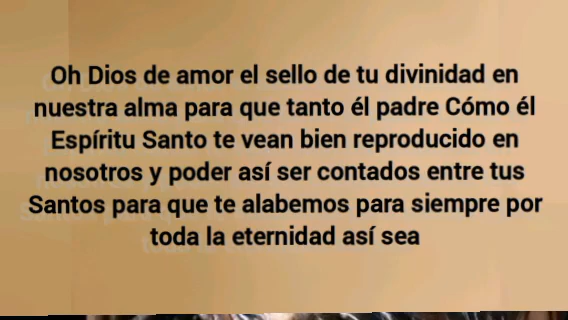 Oh Dios de amor el sello de tu divinidad en
nuestra alma para que tanto él padre Cómo él
Espíritu Santo te vean bien reproducido en
nosotros y poder así ser contados entre tus
Santos para que te alabemos para siempre por
toda la eternidad así sea